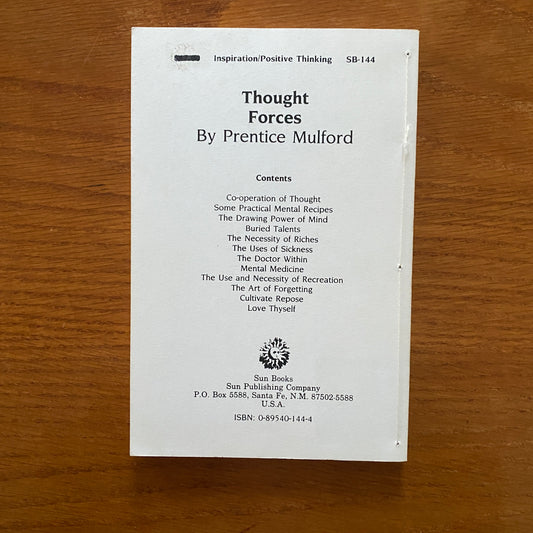 Inspiration/Positive Thinking SB-144
Thought
Forces
By Prentice Mulford
Contents
Co-operation of Thought
Some Practical Mental Recipes
The Drawing Power of Mind
Buried Talents
The Necessity of Riches
The Uses of Sickness
The Doctor Within
Mental Medicine
The Use and Necessity of Recreation
The Art of Forgetting
Cultivate Repose
Love Thyself
Sun Books
Sun Publishing Company
P.O. Box 5588, Santa Fe, N.M. 87502-5588
U.S.A.
ISBN: 0-89540-144-4